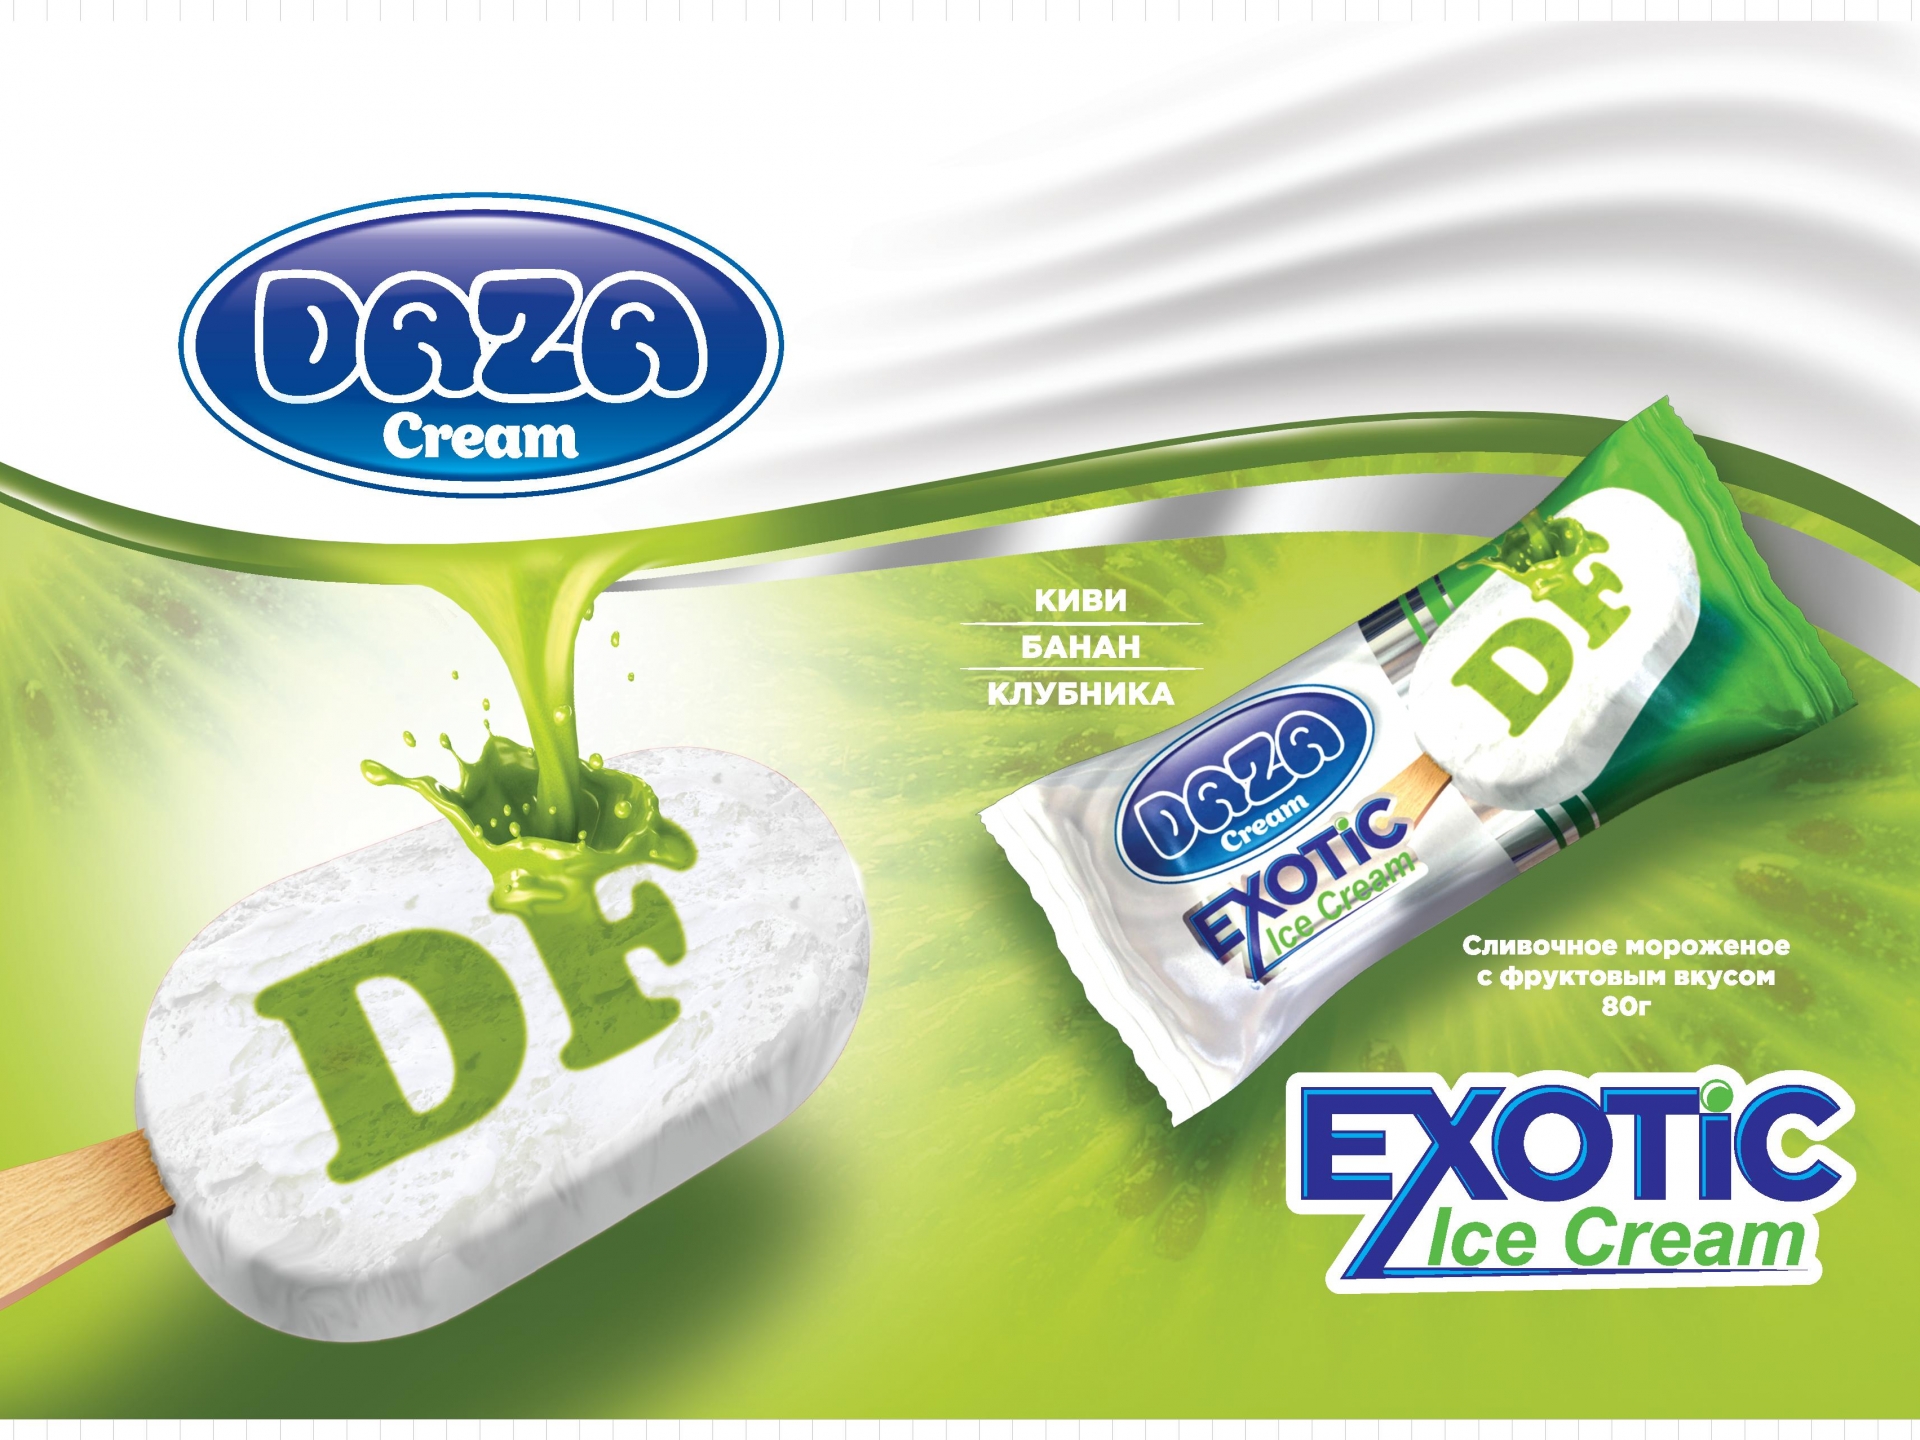 DAZA
Cream
КИВИ
БАНАН
КЛУБНИКА
DF
DAZA
Cream
EXOTiC
Ice Cream
DF
Сливочное мороженое
с фруктовым вкусом
80г
EXOTiC
Ice Cream